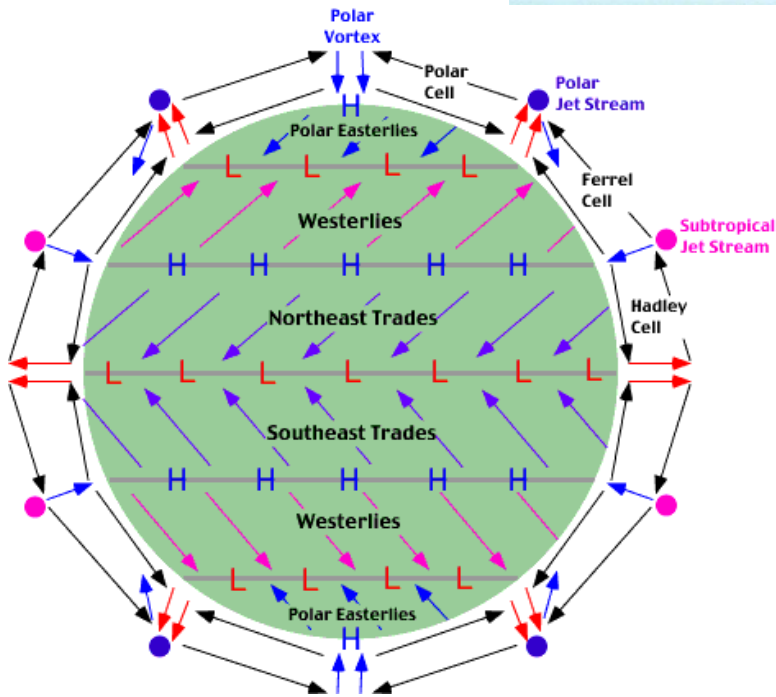 Polar
Vortex
Polar
Cell
Polar
Jet Stream
H
Polar Easterlies
L L L L
Ferrel
Cell
Westerlies
Subtropical
Jet Stream
H H H H H
Hadley
Cell
Northeast Trades
L L L L L L L
Southeast Trades
H H H H H
Westerlies
L L L L
Polar Easterlies
H